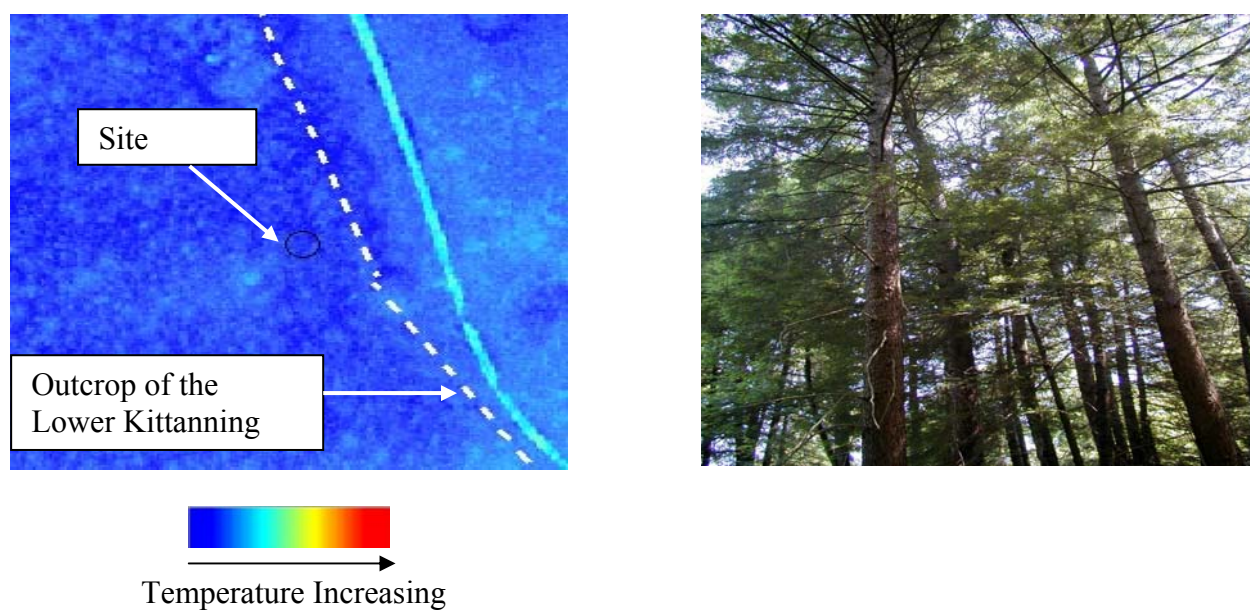 Site
Outcrop of the
Lower Kittanning
Temperature Increasing